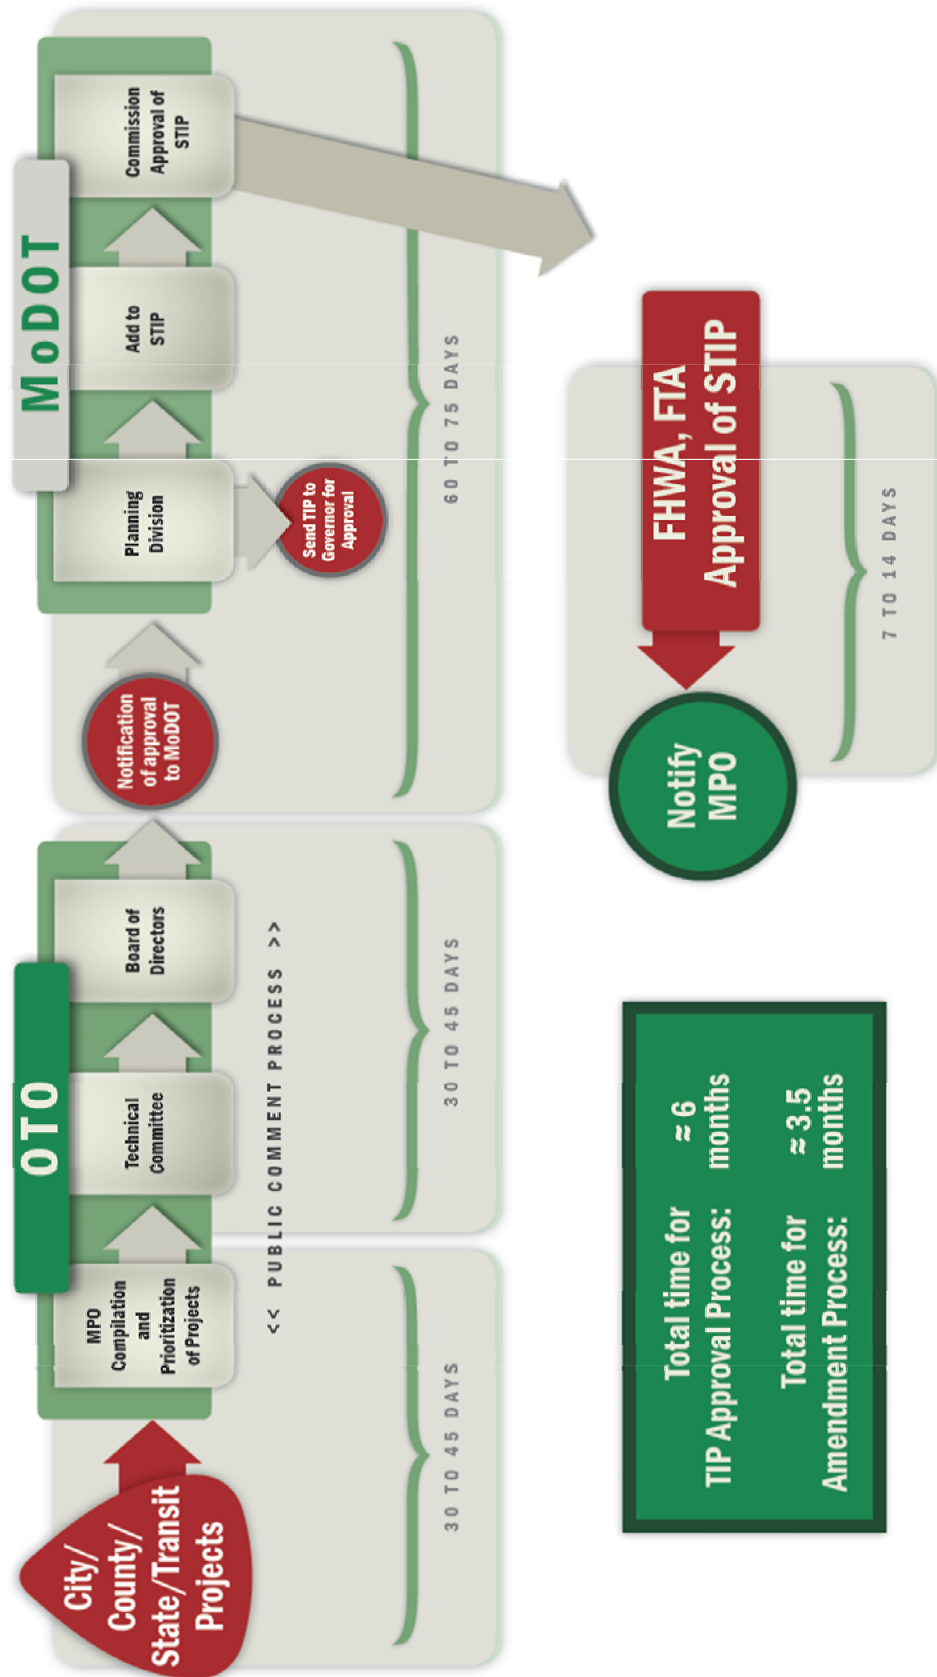 OTO
MoDOT
City/
County/
State/Transit
Projects
MPO
Compilation
and
Prioritization
of Projects
Technical
Committee
Board of
Directors
Notification
of approval
to MoDOT
Planning
Division
Add to
STIP
Commission
Approval of
STIP
Send TIP to
Governor for
Approval
<< PUBLIC COMMENT PROCESS >>
30 TO 45 DAYS
30 TO 45 DAYS
60 TO 75 DAYS
Total time for
TIP Approval Process:
≈ 6
months
Total time for
Amendment Process:
≈ 3.5
months
Notify
MPO
FHWA, FTA
Approval of STIP
7 TO 14 DAYS